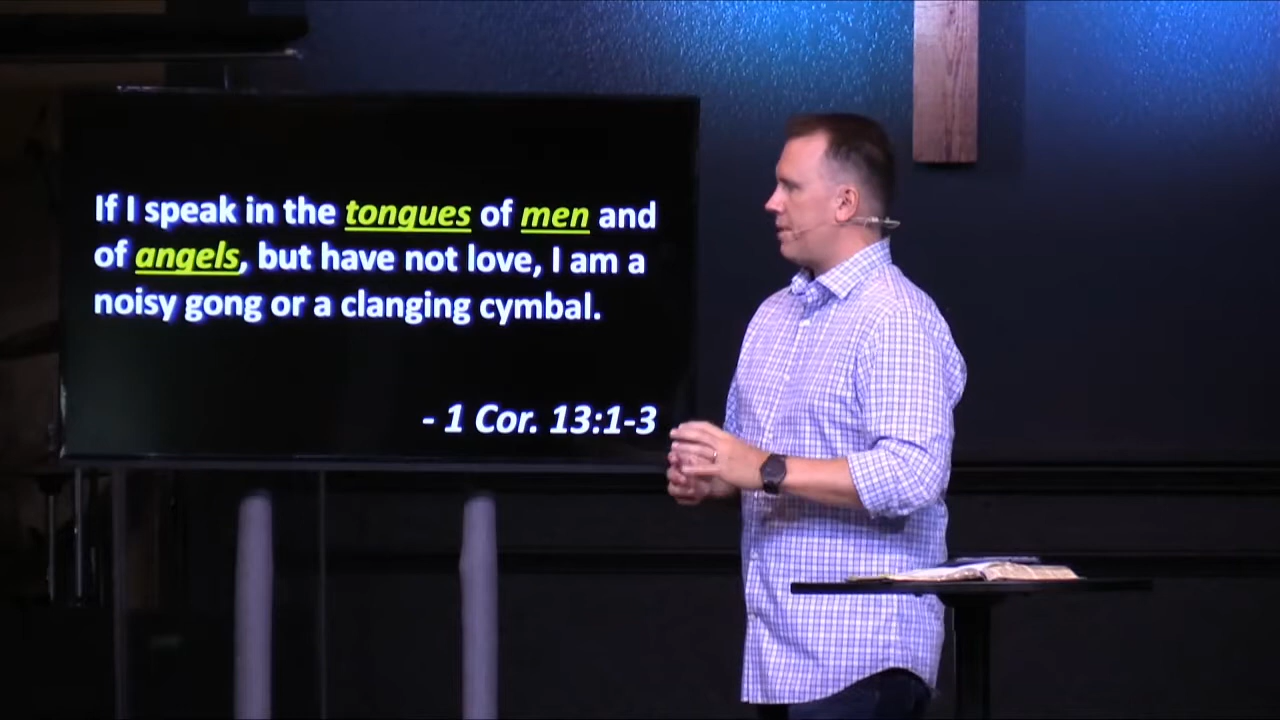 If I speak in the tongues of men and
of angels, but have not love, I am a
noisy gong or a clanging cymbal.
- 1 Cor. 13:1-3